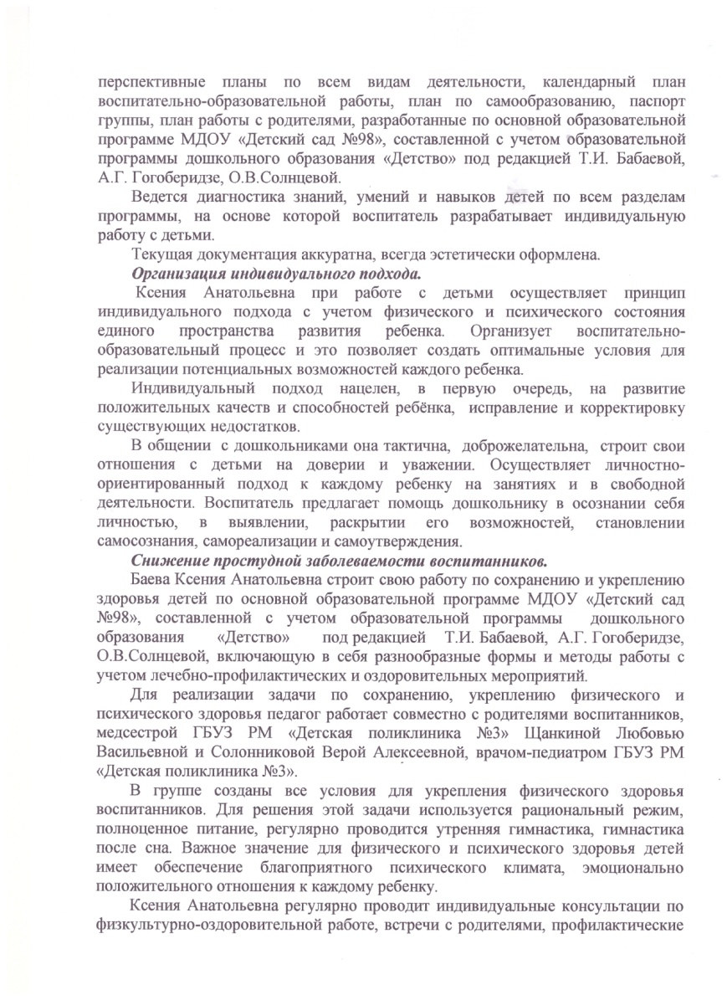 перспективные планы по всем видам деятельности, календарный план
воспитательно-образовательной работы, план по самообразованию, паспорт
группы, план работы с родителями, разработанные по основной образовательной
программе МДОУ «Детский сад №98», составленной с учетом образовательной
программы дошкольного образования «Детство» под редакцией Т.И. Бабаевой,
А.Г. Гогоберидзе, О.В.Солнцевой.
Ведется диагностика знаний, умений и навыков детей по всем разделам
программы, на основе которой воспитатель разрабатывает индивидуальную
работу с детьми.
Текущая документация аккуратна, всегда эстетически оформлена.
Организация индивидуального подхода.
Ксения Анатольевна при работе с детьми осуществляет принцип
индивидуального подхода с учетом физического и психического состояния
единого пространства развития ребенка. Организует воспитательно-
образовательный процесс и это позволяет создать оптимальные условия для
реализации потенциальных возможностей каждого ребенка.
Индивидуальный подход нацелен, в первую очередь, на развитие
положительных качеств и способностей ребёнка, исправление и корректировку
существующих недостатков.
В общении с дошкольниками она тактична, доброжелательна, строит свои
отношения с детьми на доверии и уважении. Осуществляет личностно-
ориентированный подход к каждому ребенку на занятиях и в свободной
деятельности. Воспитатель предлагает помощь дошкольнику в осознании себя
личностью, в выявлении, раскрытии его возможностей, становлении
самосознания, самореализации и самоутверждения.
Снижение простудной заболеваемости воспитанников.
Баева Ксения Анатольевна строит свою работу по сохранению и укреплению
здоровья детей по основной образовательной программе МДОУ «Детский сад
№98», составленной с учетом образовательной программы дошкольного
образования «Детство» под редакцией Т.И. Бабаевой, А.Г. Гогоберидзе,
О.В.Солнцевой, включающую в себя разнообразные формы и методы работы с
учетом лечебно-профилактических и оздоровительных мероприятий.
Для реализации задачи по сохранению, укреплению физического и
психического здоровья педагог работает совместно с родителями воспитанников,
медсестрой ГБУЗ РМ «Детская поликлиника №3» Щанкиной Любовью
Васильевной и Солонниковой Верой Алексеевной, врачом-педиатром ГБУЗ РМ
«Детская поликлиника №3».
В группе созданы все условия для укрепления физического здоровья
воспитанников. Для решения этой задачи используется рациональный режим,
полноценное питание, регулярно проводится утренняя гимнастика, гимнастика
после сна. Важное значение для физического и психического здоровья детей
имеет обеспечение благоприятного психического климата, эмоционально
положительного отношения к каждому ребенку.
Ксения Анатольевна регулярно проводит индивидуальные консультации по
физкультурно-оздоровительной работе, встречи с родителями, профилактические